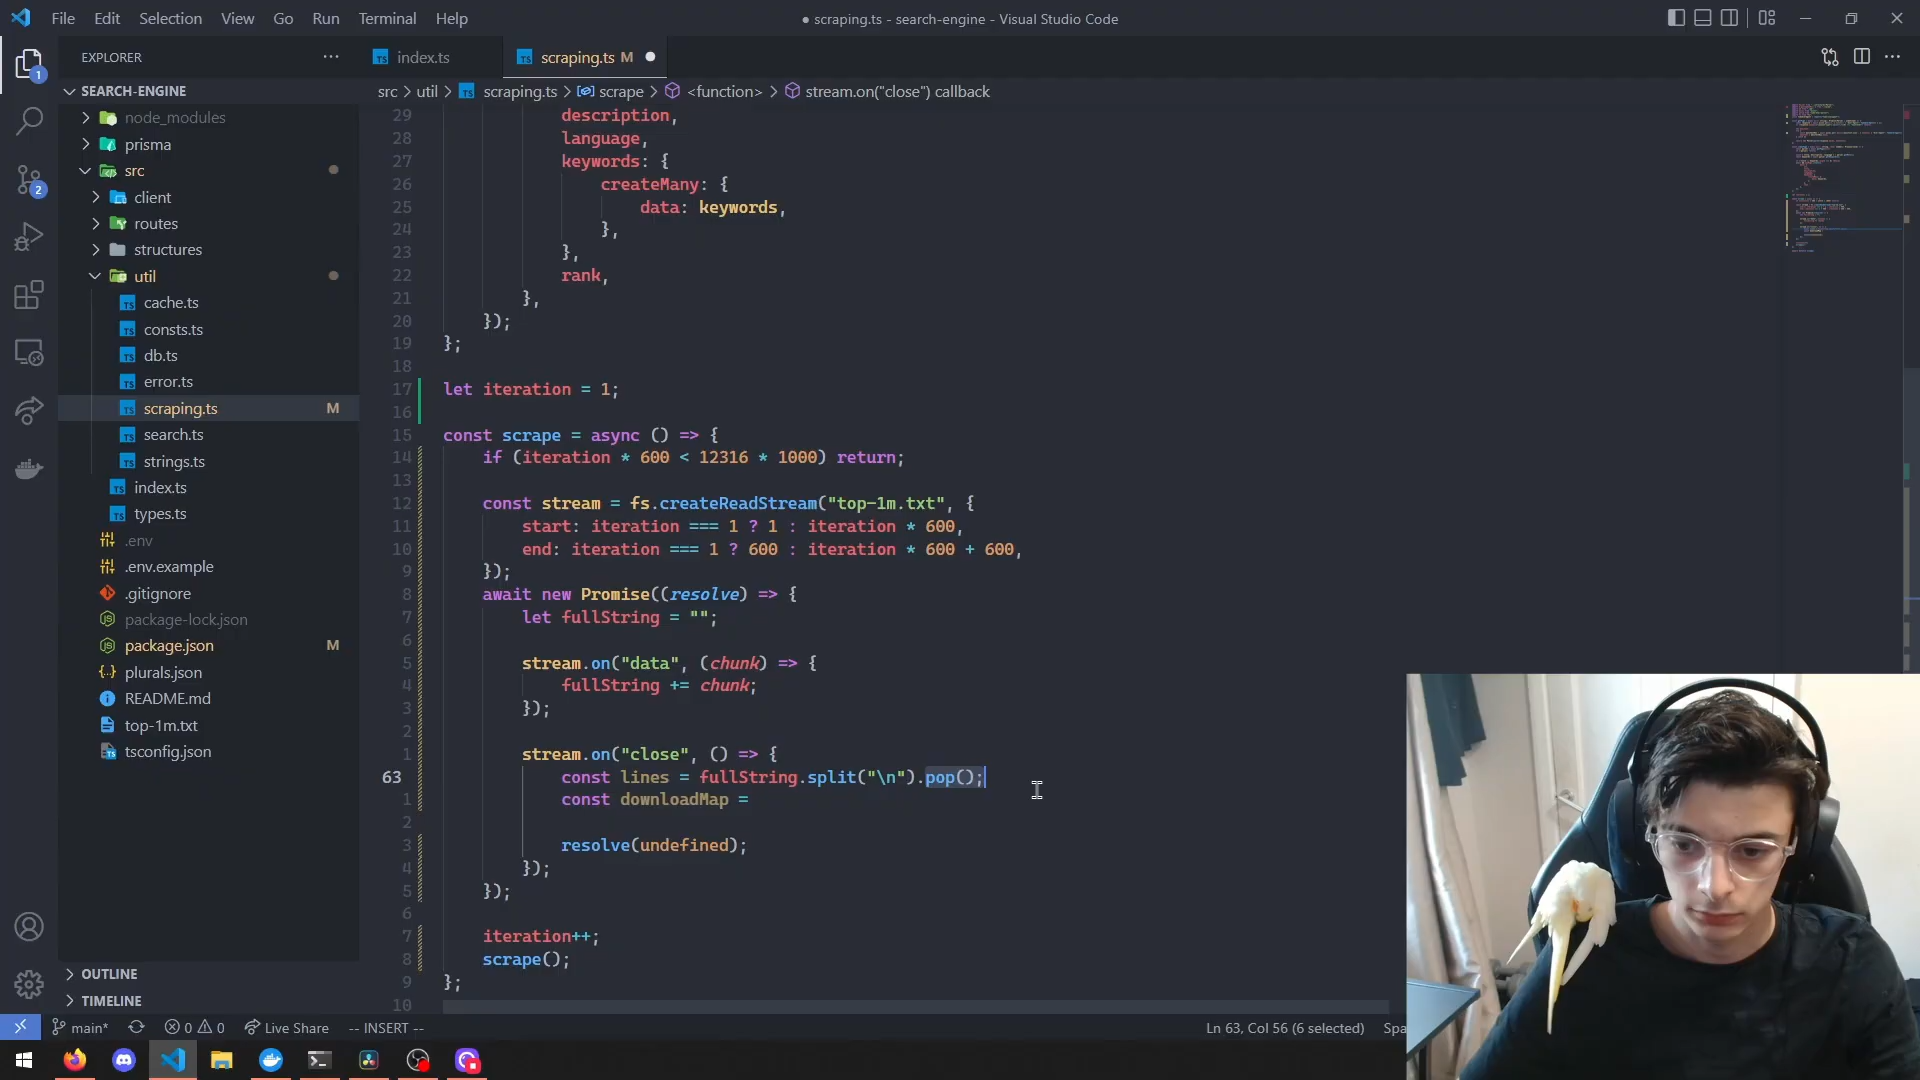 File Edit Selection View Go Run Terminal Help
● scraping.ts - search-engine - Visual Studio Code
EXPLORER
index.ts
scraping.ts M
SEARCH-ENGINE
src > util > scraping.ts > scrape > <function> > stream.on("close") callback
node_modules
prisma
src
client
routes
structures
util
cache.ts
consts.ts
db.ts
error.ts
scraping.ts M
search.ts
strings.ts
index.ts
types.ts
.env
.env.example
.gitignore
package-lock.json
package.json M
plurals.json
README.md
top-1m.txt
tsconfig.json
OUTLINE
TIMELINE
1
2
29 description,
28 language,
27 keywords: {
26 createMany: {
25 data: keywords,
24 },
23 },
22 rank,
21 },
20 });
19 };
18
17 let iteration = 1;
16
15 const scrape = async () => {
14 if (iteration * 600 < 12316 * 1000) return;
13
12 const stream = fs.createReadStream("top-1m.txt", {
11 start: iteration === 1 ? 1 : iteration * 600,
10 end: iteration === 1 ? 600 : iteration * 600 + 600,
9 });
8 await new Promise((resolve) => {
7 let fullString = "";
6
5 stream.on("data", (chunk) => {
4 fullString += chunk;
3 });
2
1 stream.on("close", () => {
63 const lines = fullString.split("\n").pop();
1 const downloadMap =
2
3 resolve(undefined);
4 });
5 });
6
7 iteration++;
8 scrape();
9 };
10
main* 0 0 Live Share -- INSERT --
Ln 63, Col 56 (6 selected) Spa